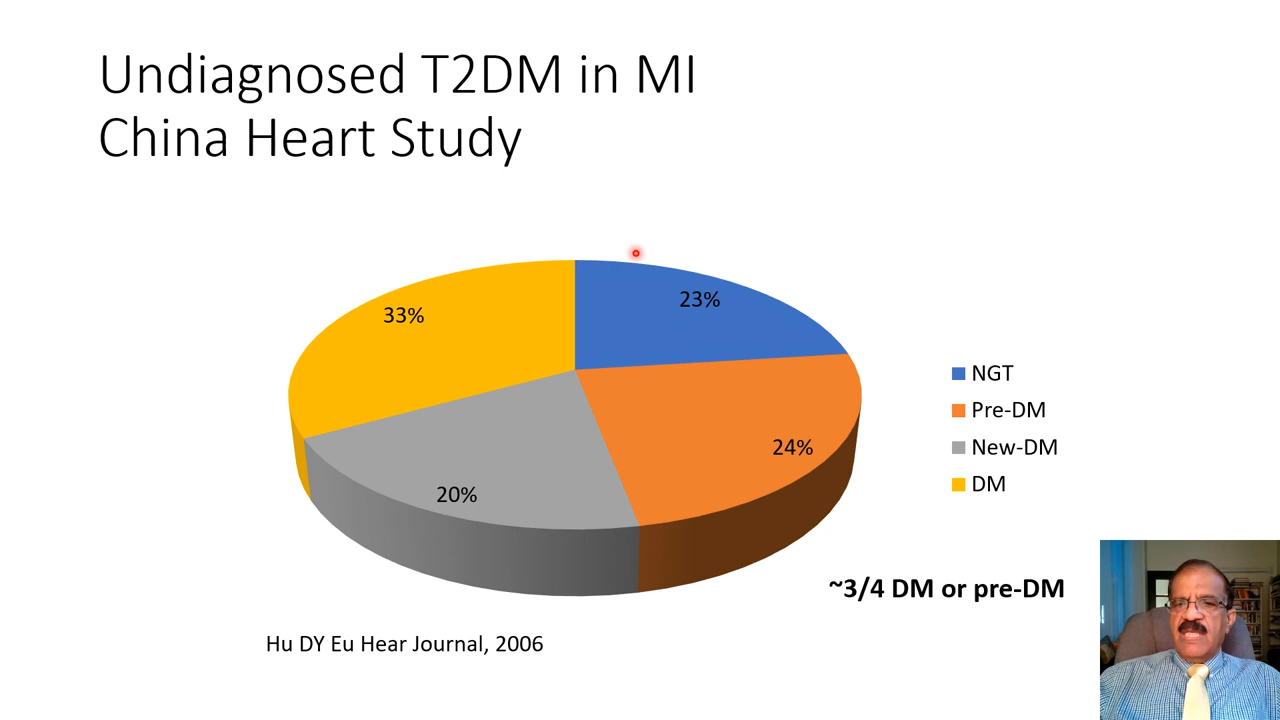 Undiagnosed T2DM in MI
China Heart Study
33%
23%
24%
20%
NGT
Pre-DM
New-DM
DM
~3/4 DM or pre-DM
Hu DY Eu Hear Journal, 2006